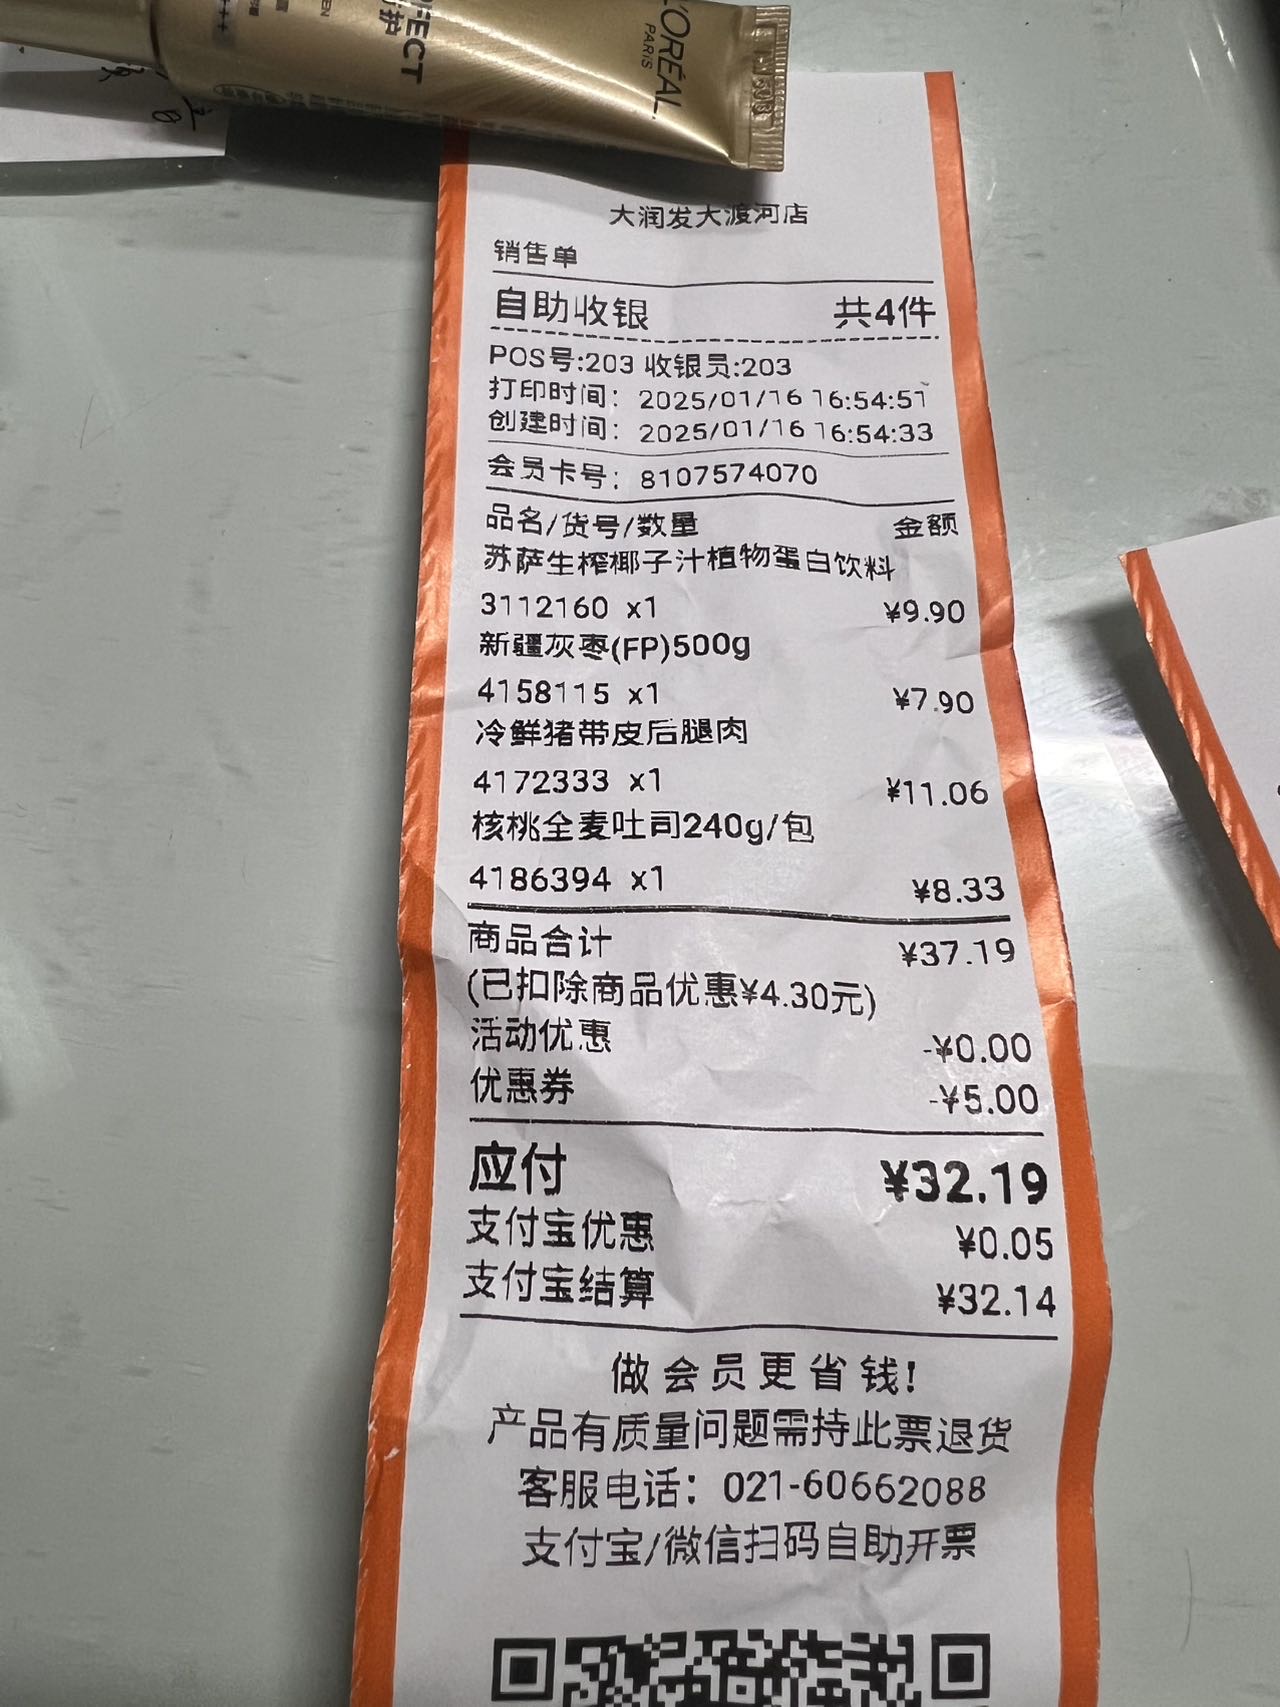 L'ORÉAL
PARIS
FECT
护
大润发大渡河店
销售单
自助收银 共4件
POS号:203 收银员:203
打印时间: 2025/01/16 16:54:51
创建时间: 2025/01/16 16:54:33
会员卡号: 8107574070
品名/货号/数量 金额
苏萨生榨椰子汁植物蛋白饮料
3112160 x1 ¥9.90
新疆灰枣(FP)500g
4158115 x1 ¥7.90
冷鲜猪带皮后腿肉
4172333 x1 ¥11.06
核桃全麦吐司240g/包
4186394 x1 ¥8.33
商品合计 ¥37.19
(已扣除商品优惠¥4.30元)
活动优惠 -¥0.00
优惠券 -¥5.00
应付 ¥32.19
支付宝优惠 ¥0.05
支付宝结算 ¥32.14
做会员更省钱!
产品有质量问题需持此票退货
客服电话: 021-60662088
支付宝/微信扫码自助开票